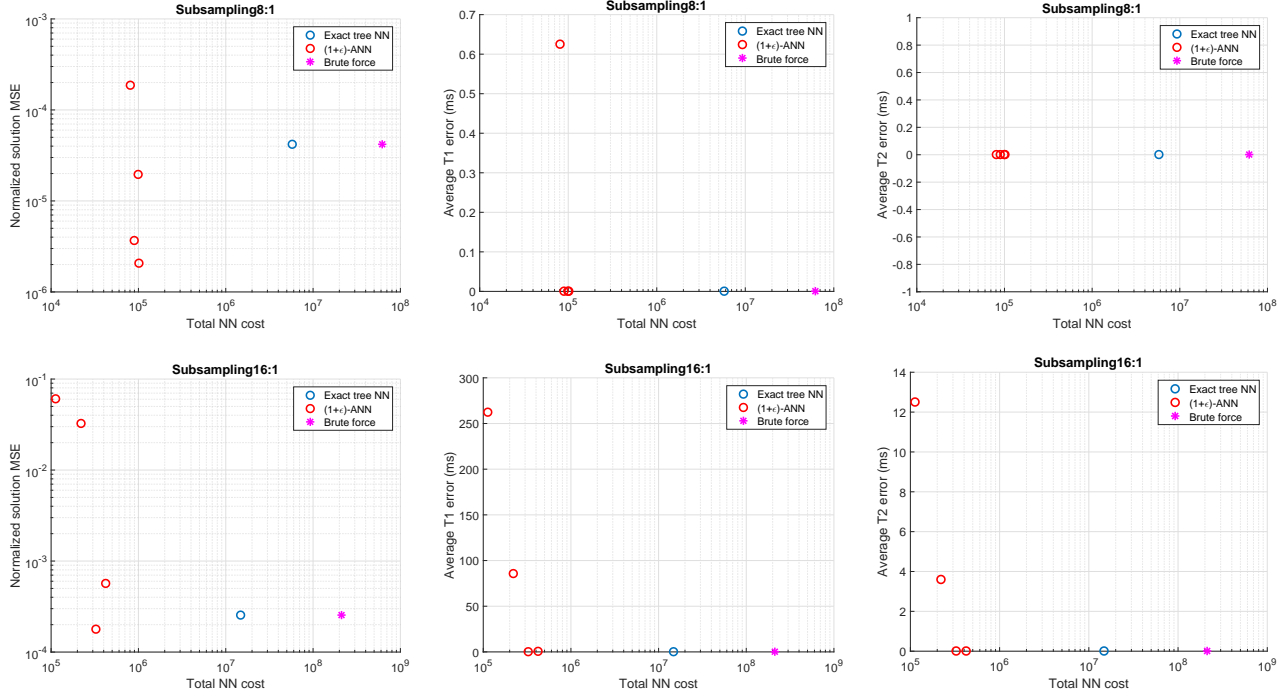 Subsampling8:1
Normalized solution MSE
10^-3
10^-4
10^-5
10^-6
10^4 10^5 10^6 10^7 10^8
Total NN cost
Exact tree NN
(1+ϵ)-ANN
Brute force
Subsampling8:1
Average T1 error (ms)
0.7
0.6
0.5
0.4
0.3
0.2
0.1
0
10^4 10^5 10^6 10^7 10^8
Total NN cost
Exact tree NN
(1+ϵ)-ANN
Brute force
Subsampling8:1
Average T2 error (ms)
1
0.8
0.6
0.4
0.2
0
-0.2
-0.4
-0.6
-0.8
-1
10^4 10^5 10^6 10^7 10^8
Total NN cost
Exact tree NN
(1+ϵ)-ANN
Brute force
Subsampling16:1
Normalized solution MSE
10^-1
10^-2
10^-3
10^-4
10^5 10^6 10^7 10^8 10^9
Total NN cost
Exact tree NN
(1+ϵ)-ANN
Brute force
Subsampling16:1
Average T1 error (ms)
300
250
200
150
100
50
0
10^5 10^6 10^7 10^8 10^9
Total NN cost
Exact tree NN
(1+ϵ)-ANN
Brute force
Subsampling16:1
Average T2 error (ms)
14
12
10
8
6
4
2
0
10^5 10^6 10^7 10^8 10^9
Total NN cost
Exact tree NN
(1+ϵ)-ANN
Brute force